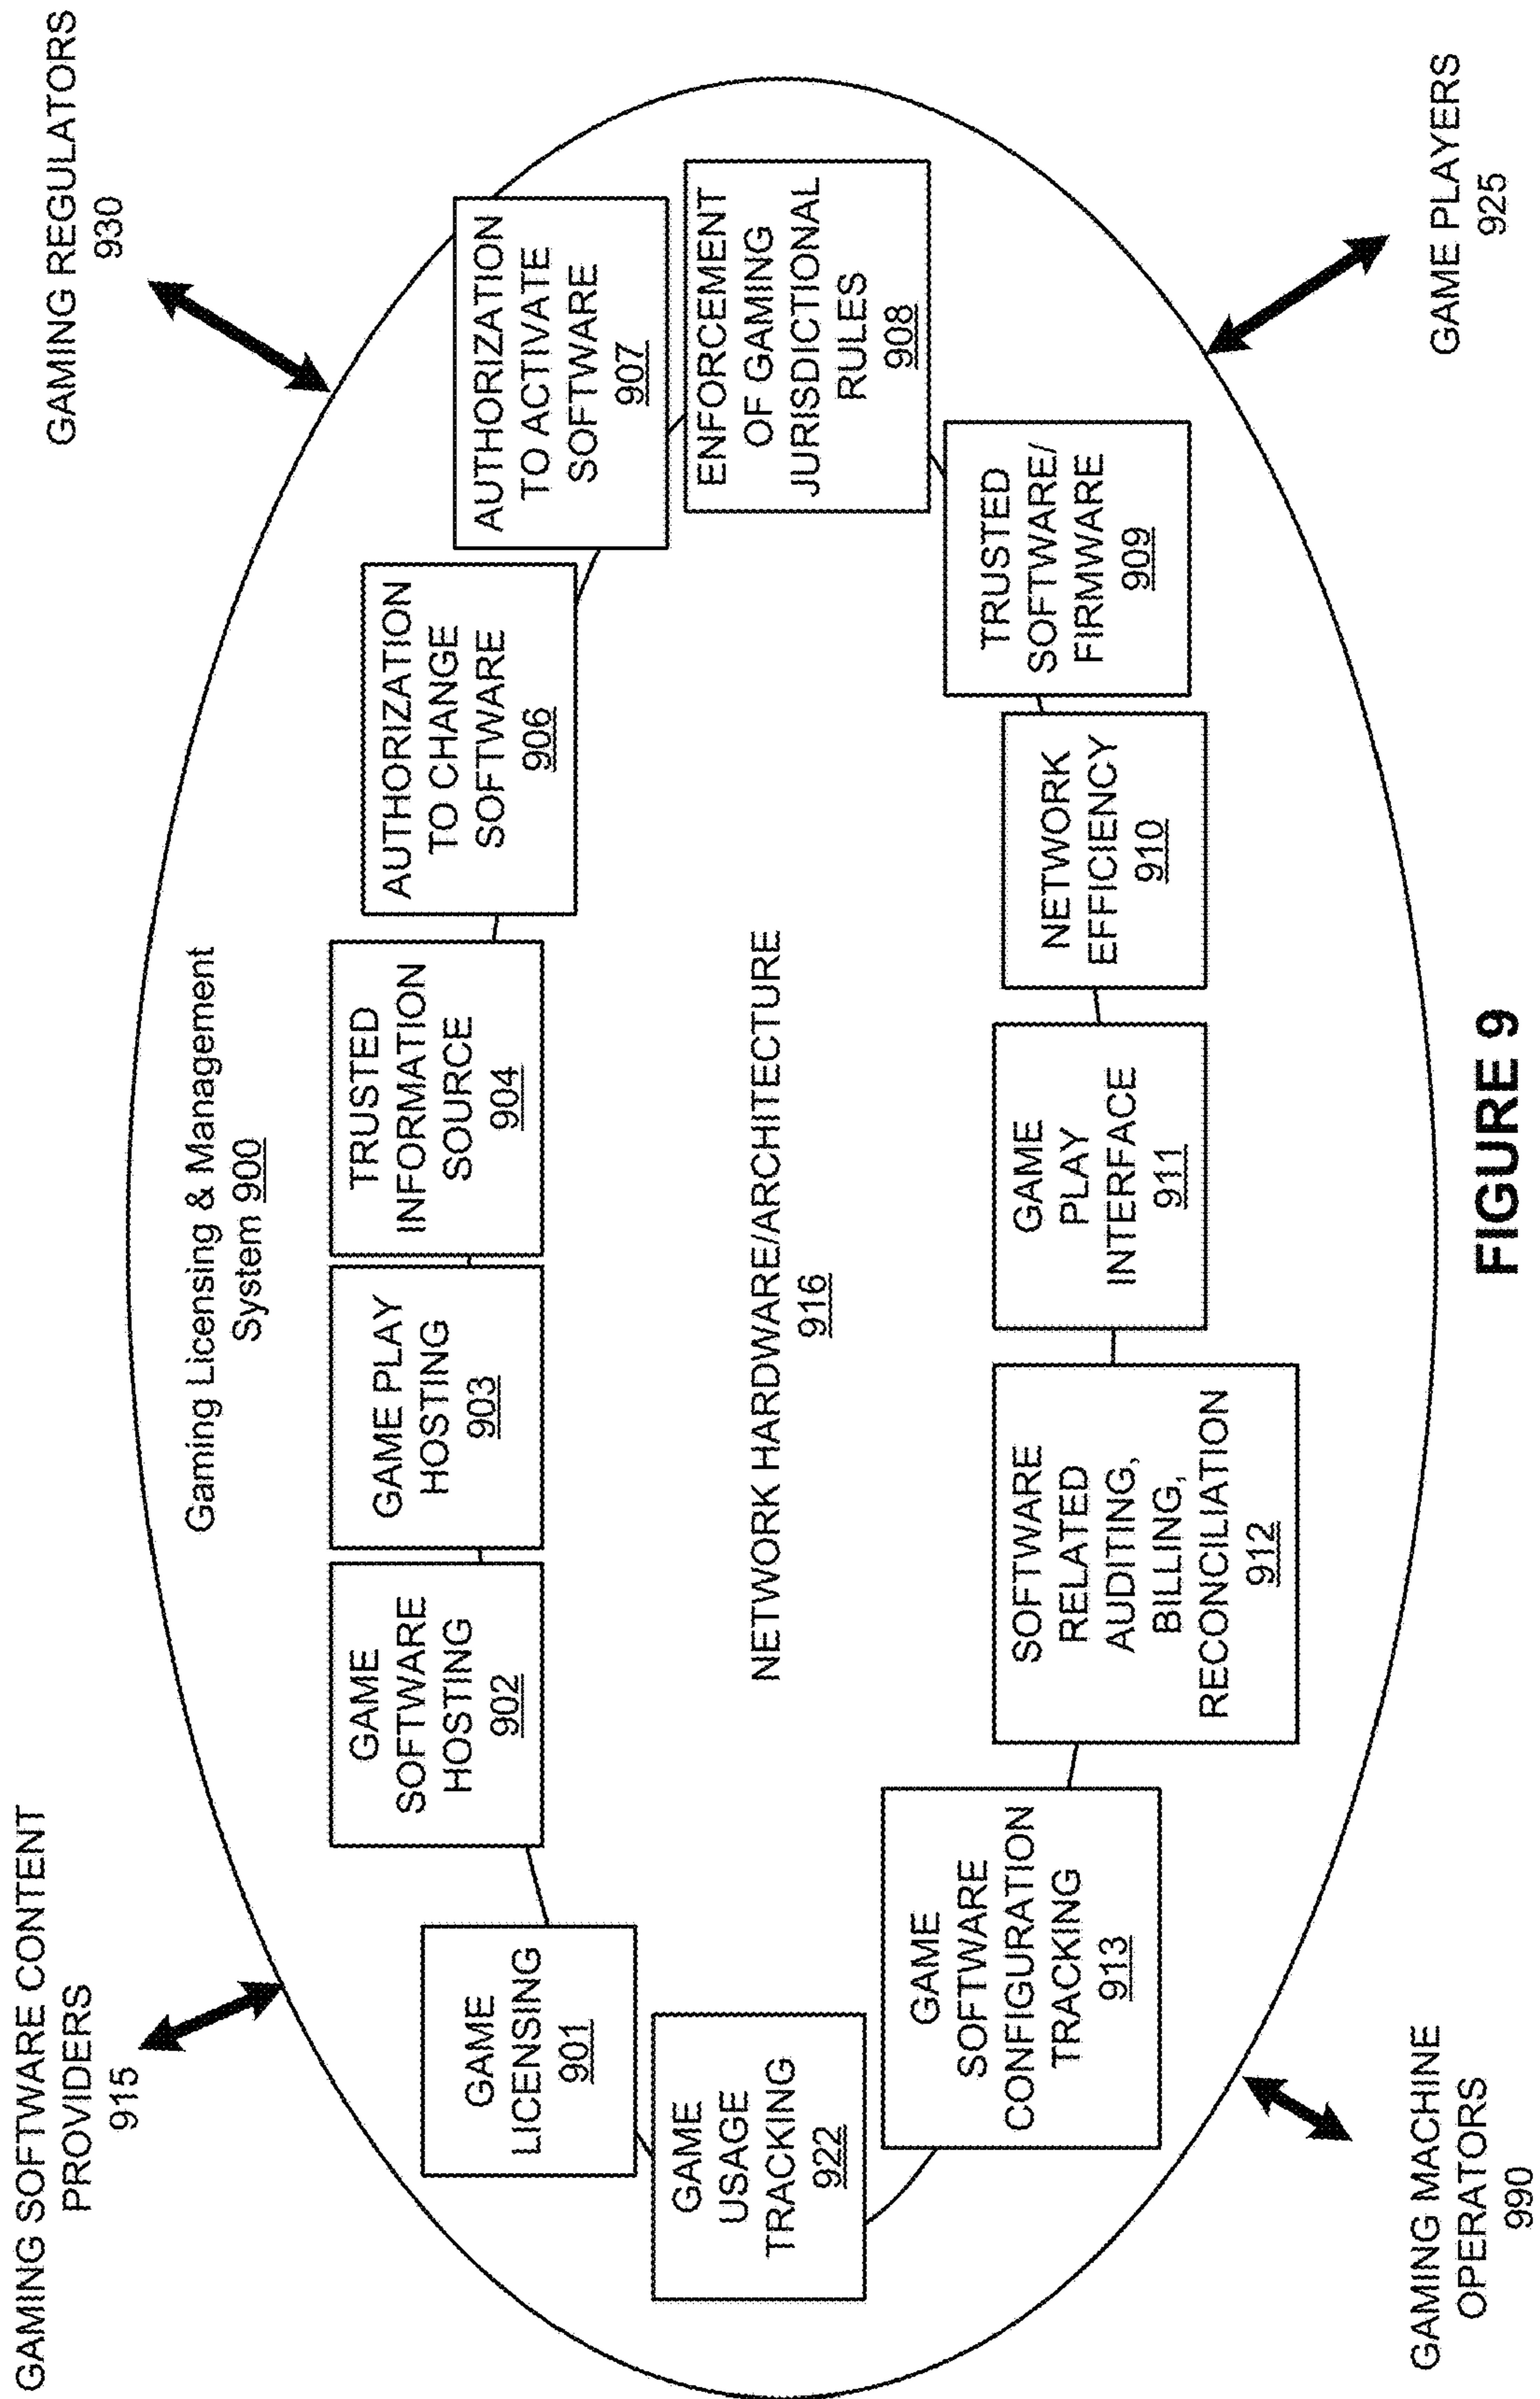 GAMING SOFTWARE CONTENT
PROVIDERS
915
GAMING REGULATORS
930
Gaming Licensing & Management
System 900
GAME
LICENSING
901
GAME
SOFTWARE
HOSTING
902
GAME PLAY
HOSTING
903
TRUSTED
INFORMATION
SOURCE
904
AUTHORIZATION
TO CHANGE
SOFTWARE
906
AUTHORIZATION
TO ACTIVATE
SOFTWARE
907
ENFORCEMENT
OF GAMING
JURISDICTIONAL
RULES
908
NETWORK HARDWARE/ARCHITECTURE
916
GAME
USAGE
TRACKING
922
GAME
SOFTWARE
CONFIGURATION
TRACKING
913
SOFTWARE
RELATED
AUDITING,
BILLING,
RECONCILIATION
912
GAME
PLAY
INTERFACE
911
NETWORK
EFFICIENCY
910
TRUSTED
SOFTWARE/
FIRMWARE
909
GAMING MACHINE
OPERATORS
990
GAME PLAYERS
925
FIGURE 9